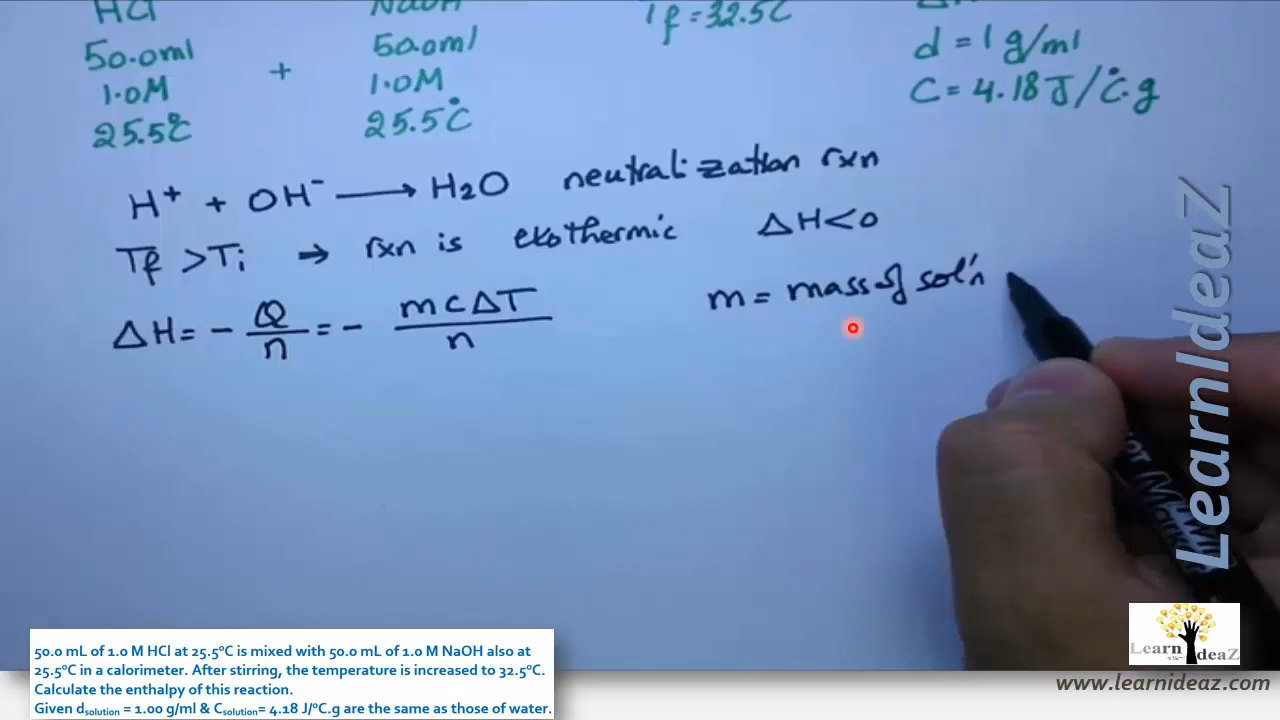 HCl NaOH
Tf = 32.5C
50.0ml 50.0ml
+
1.0M 1.0M
25.5°C 25.5°C
d = 1 g/ml
C = 4.18 J/°C.g
H⁺ + OH⁻ → H₂O neutralization rxn
Tf > Ti ⇒ rxn is exothermic ΔH<0
ΔH = - Q/n = - mcΔT/n
m = mass of sol'n
LearnIdeaZ
50.0 mL of 1.0 M HCl at 25.5°C is mixed with 50.0 mL of 1.0 M NaOH also at
25.5°C in a calorimeter. After stirring, the temperature is increased to 32.5°C.
Calculate the enthalpy of this reaction.
Given dsolution = 1.00 g/ml & Csolution= 4.18 J/°C.g are the same as those of water.
Learn IdeaZ
www.learnideaz.com